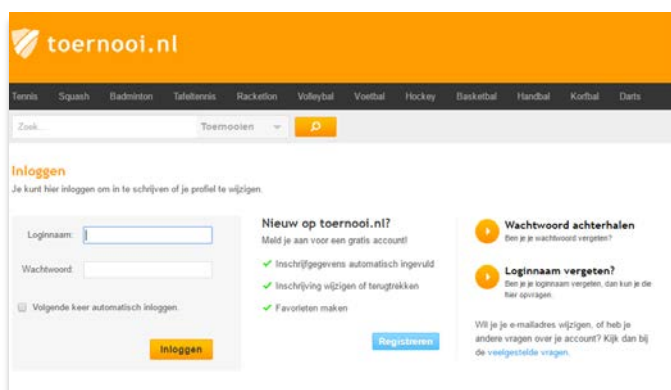 toernooi.nl
Tennis Squash Badminton Tafeltennis Racketlon Volleybal Voetbal Hockey Basketbal Handbal Korfbal Darts
Zoek... Toernooien
Inloggen
Je kunt hier inloggen om in te schrijven of je profiel te wijzigen.
Loginnaam:
Wachtwoord:
Volgende keer automatisch inloggen.
Inloggen
Nieuw op toernooi.nl?
Meld je aan voor een gratis account!
Inschrijfgegevens automatisch ingevuld
Inschrijving wijzigen of terugtrekken
Favorieten maken
Registreren
Wachtwoord achterhalen
Ben je je wachtwoord vergeten?
Loginnaam vergeten?
Ben je je loginnaam vergeten, dan kun je die
hier opvragen.
Wil je je e-mailadres wijzigen, of heb je
andere vragen over je account? Kijk dan bij
de veelgestelde vragen.